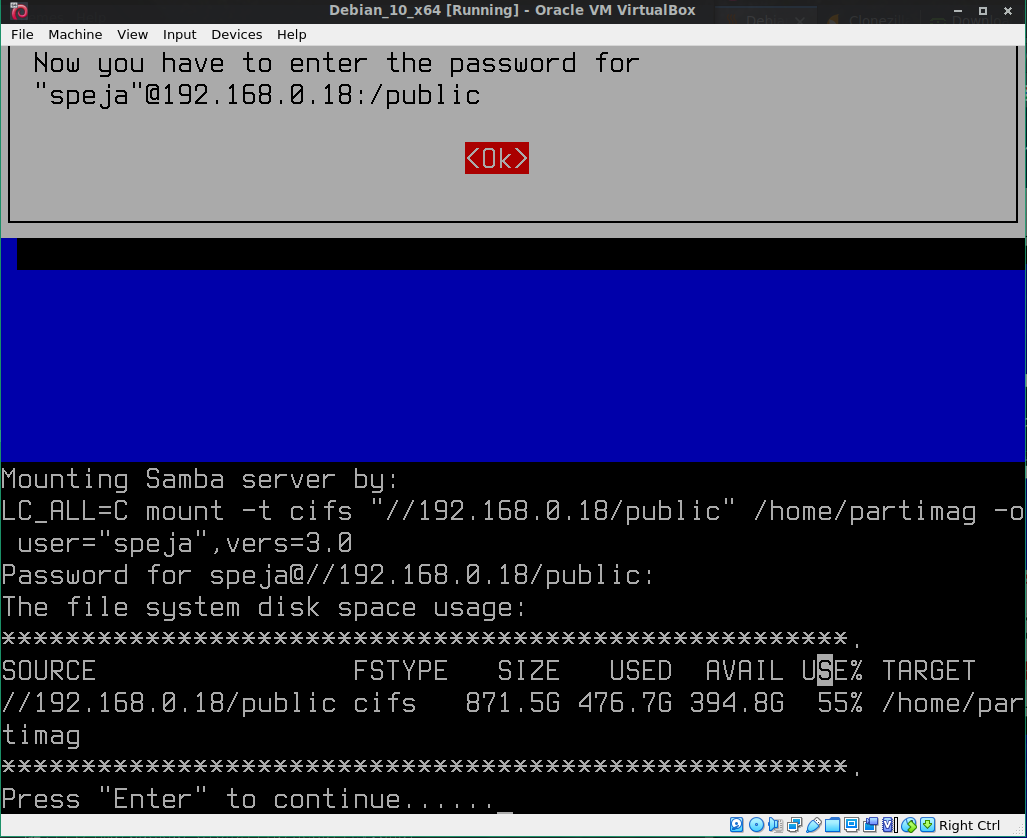 Debian_10_x64 [Running] - Oracle VM VirtualBox
File Machine View Input Devices Help
Now you have to enter the password for
"speja"@192.168.0.18:/public
<Ok>
Mounting Samba server by:
LC_ALL=C mount -t cifs "//192.168.0.18/public" /home/partimag -o
user="speja",vers=3.0
Password for speja@//192.168.0.18/public:
The file system disk space usage:
*****************************************************.
SOURCE FSTYPE SIZE USED AVAIL USE% TARGET
//192.168.0.18/public cifs 871.5G 476.7G 394.8G 55% /home/par
timag
*****************************************************.
Press "Enter" to continue......_
Right Ctrl